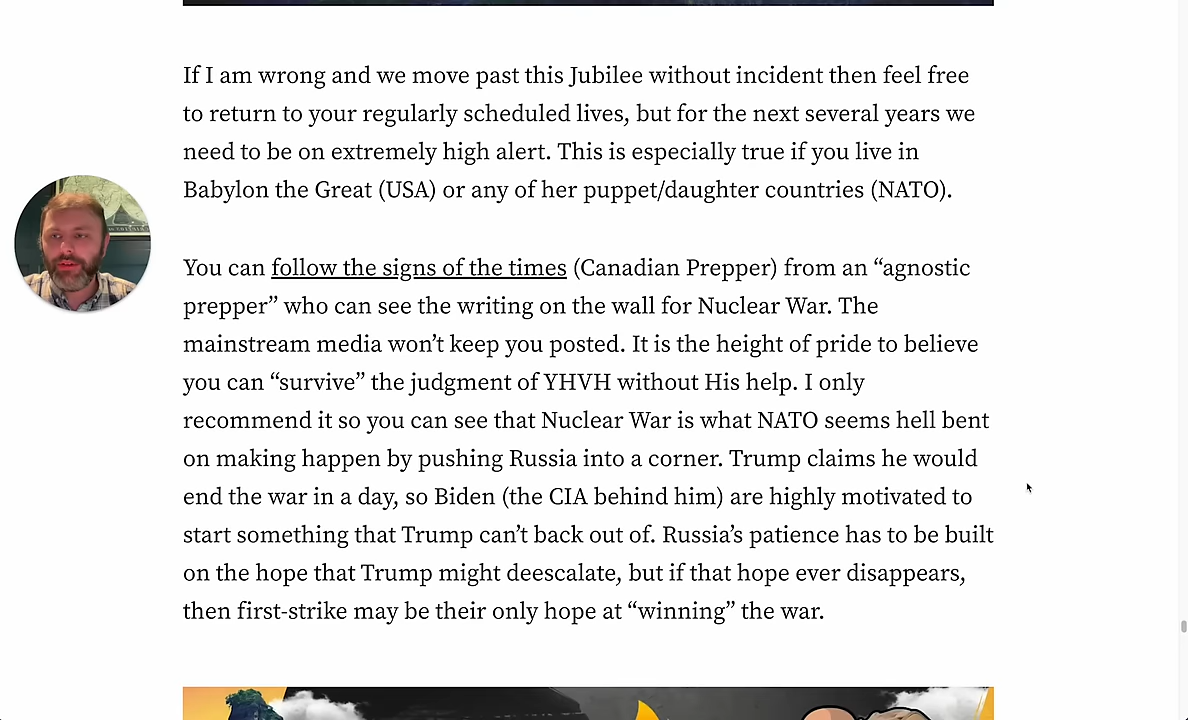 If I am wrong and we move past this Jubilee without incident then feel free
to return to your regularly scheduled lives, but for the next several years we
need to be on extremely high alert. This is especially true if you live in
Babylon the Great (USA) or any of her puppet/daughter countries (NATO).
You can follow the signs of the times (Canadian Prepper) from an “agnostic
prepper” who can see the writing on the wall for Nuclear War. The
mainstream media won’t keep you posted. It is the height of pride to believe
you can “survive” the judgment of YHVH without His help. I only
recommend it so you can see that Nuclear War is what NATO seems hell bent
on making happen by pushing Russia into a corner. Trump claims he would
end the war in a day, so Biden (the CIA behind him) are highly motivated to
start something that Trump can’t back out of. Russia’s patience has to be built
on the hope that Trump might deescalate, but if that hope ever disappears,
then first-strike may be their only hope at “winning” the war.